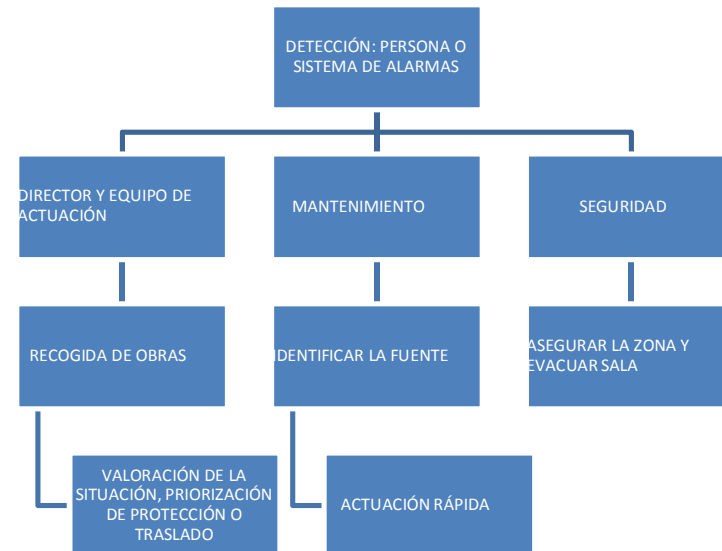 DETECCIÓN: PERSONA O
SISTEMA DE ALARMAS
DIRECTOR Y EQUIPO DE
ACTUACIÓN
MANTENIMIENTO
SEGURIDAD
RECOGIDA DE OBRAS
IDENTIFICAR LA FUENTE
ASEGURAR LA ZONA Y
EVACUAR SALA
VALORACIÓN DE LA
SITUACIÓN, PRIORIZACIÓN
DE PROTECCIÓN O
TRASLADO
ACTUACIÓN RÁPIDA